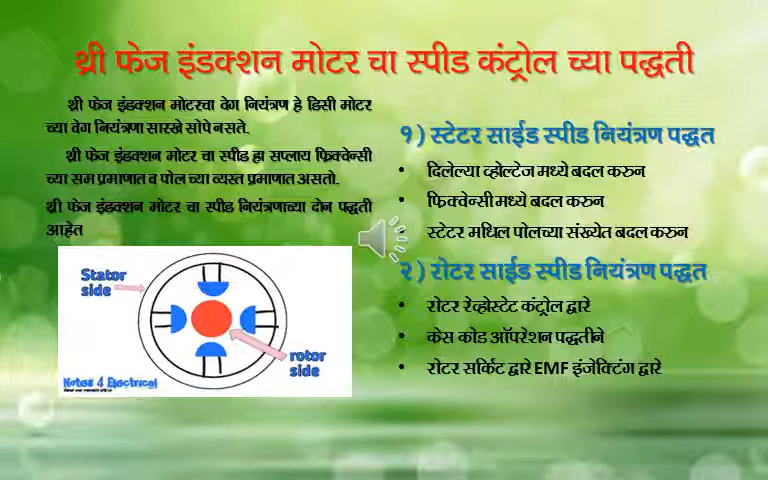 थ्री फेज इंडक्शन मोटर चा स्पीड कंट्रोल च्या पद्धती
थ्री फेज इंडक्शन मोटरचा वेग नियंत्रण हे डिसी मोटर
च्या वेग नियंत्रणा सारखे सोपे नसते.
थ्री फेज इंडक्शन मोटर चा स्पीड हा सप्लाय फ्रिक्वेन्सी
च्या सम प्रमाणात व पोल च्या व्यस्त प्रमाणात असतो.
थ्री फेज इंडक्शन मोटर चा स्पीड नियंत्रणाच्या दोन पद्धती
आहेत
Stator
side
rotor
side
Notes 4 Electrical
१ ) स्टेटर साईड स्पीड नियंत्रण पद्धत
• दिलेल्या व्होल्टेज मध्ये बदल करुन
• फ्रिक्वेन्सी मध्ये बदल करुन
• स्टेटर मधिल पोलच्या संख्येत बदल करुन
२ ) रोटर साईड स्पीड नियंत्रण पद्धत
• रोटर रेव्होस्टेट कंट्रोल द्वारे
• केस कोड ऑपरेशन पद्धतीने
• रोटर सर्किट द्वारे EMF इंजेक्टिंग द्वारे